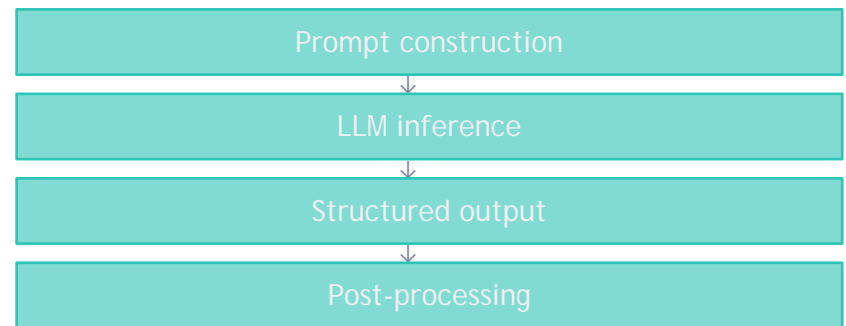 Prompt construction
LLM inference
Structured output
Post-processing